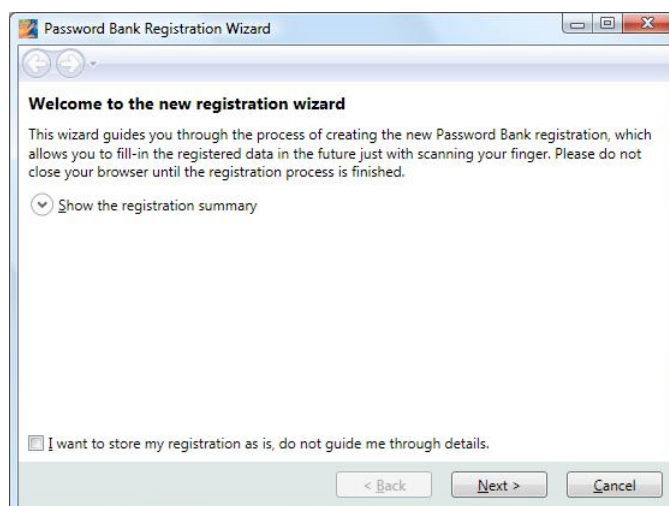 Password Bank Registration Wizard
Welcome to the new registration wizard
This wizard guides you through the process of creating the new Password Bank registration, which
allows you to fill-in the registered data in the future just with scanning your finger. Please do not
close your browser until the registration process is finished.
Show the registration summary
I want to store my registration as is, do not guide me through details.
< Back Next > Cancel